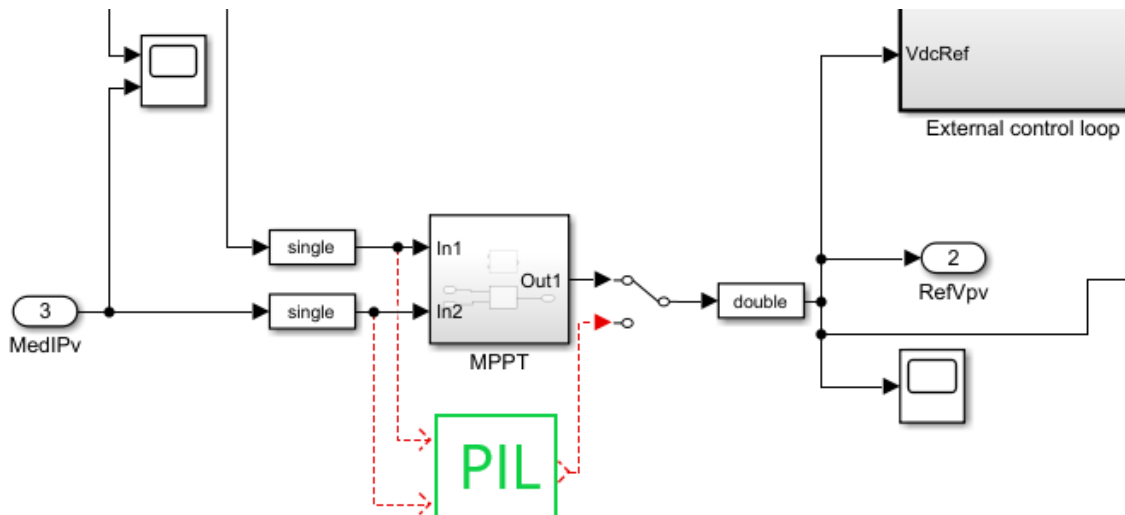 VdcRef
External control loop
single
In1
Out1
double
2
RefVpv
3
MedIPv
single
In2
MPPT
PIL